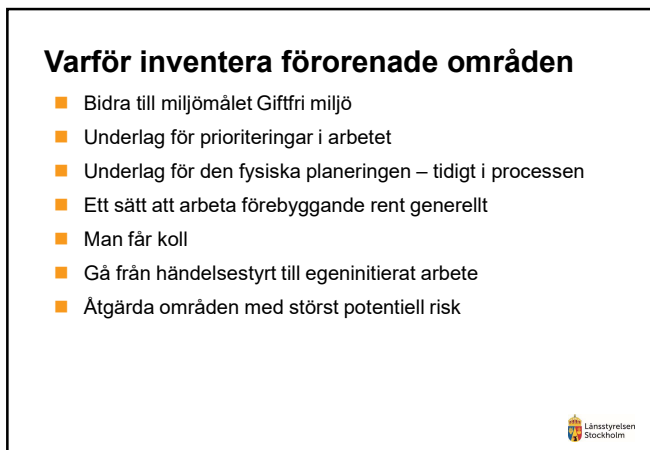 Varför inventera förorenade områden
Bidra till miljömålet Giftfri miljö
Underlag för prioriteringar i arbetet
Underlag för den fysiska planeringen – tidigt i processen
Ett sätt att arbeta förebyggande rent generellt
Man får koll
Gå från händelsestyrt till egeninitierat arbete
Åtgärda områden med störst potentiell risk
Länsstyrelsen
Stockholm